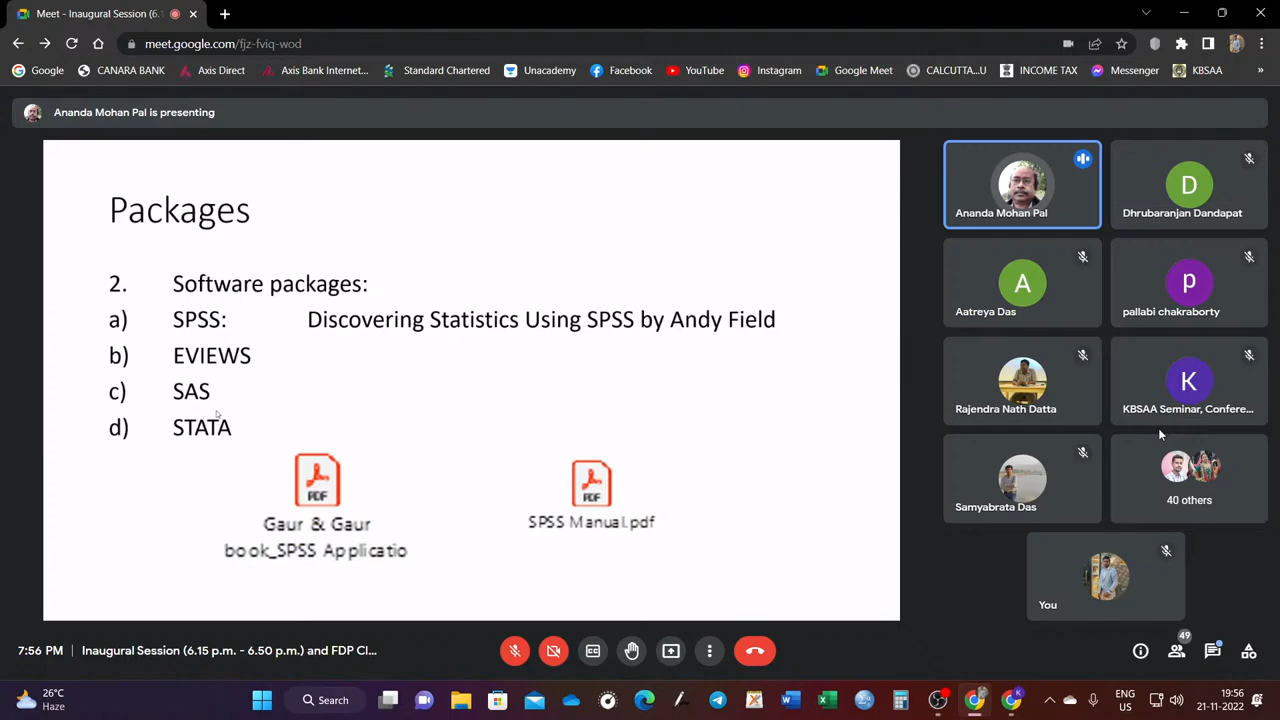 Meet - Inaugural Session (6.1
meet.google.com/fjz-fviq-wod
Google
CANARA BANK
Axis Direct
Axis Bank Internet...
Standard Chartered
Unacademy
Facebook
YouTube
Instagram
Google Meet
CALCUTTA...U
INCOME TAX
Messenger
KBSAA
»
Ananda Mohan Pal is presenting
Packages
2. Software packages:
a) SPSS: Discovering Statistics Using SPSS by Andy Field
b) EVIEWS
c) SAS
d) STATA
PDF
Gaur & Gaur
book_SPSS Applicatio
PDF
SPSS Manual.pdf
Ananda Mohan Pal
D
Dhrubaranjan Dandapat
A
Aatreya Das
p
pallabi chakraborty
Rajendra Nath Datta
K
KBSAA Seminar, Confere...
Samyabrata Das
40 others
You
7:56 PM | Inaugural Session (6.15 p.m. - 6.50 p.m.) and FDP Cl...
CC
49
26°C
Haze
Search
ENG
US
19:56
21-11-2022